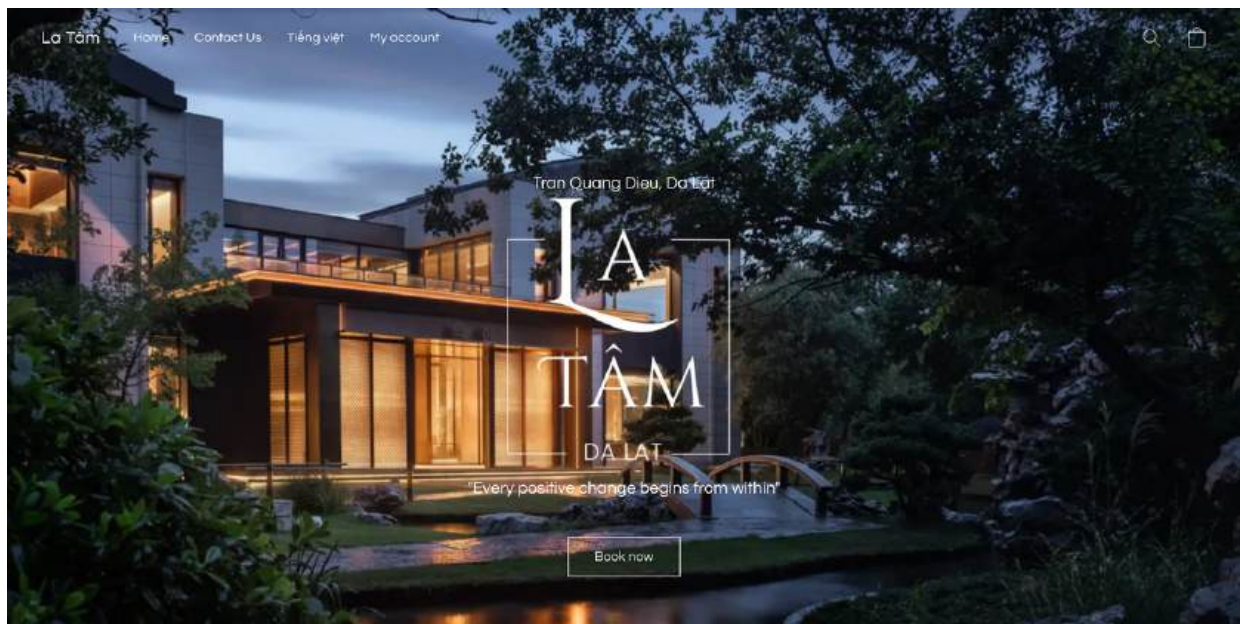 La Tâm Home Contact Us Tiếng việt My account
Tran Quang Dieu, Da Lat
LA
TÂM
DA LAT
"Every positive change begins from within"
Book now